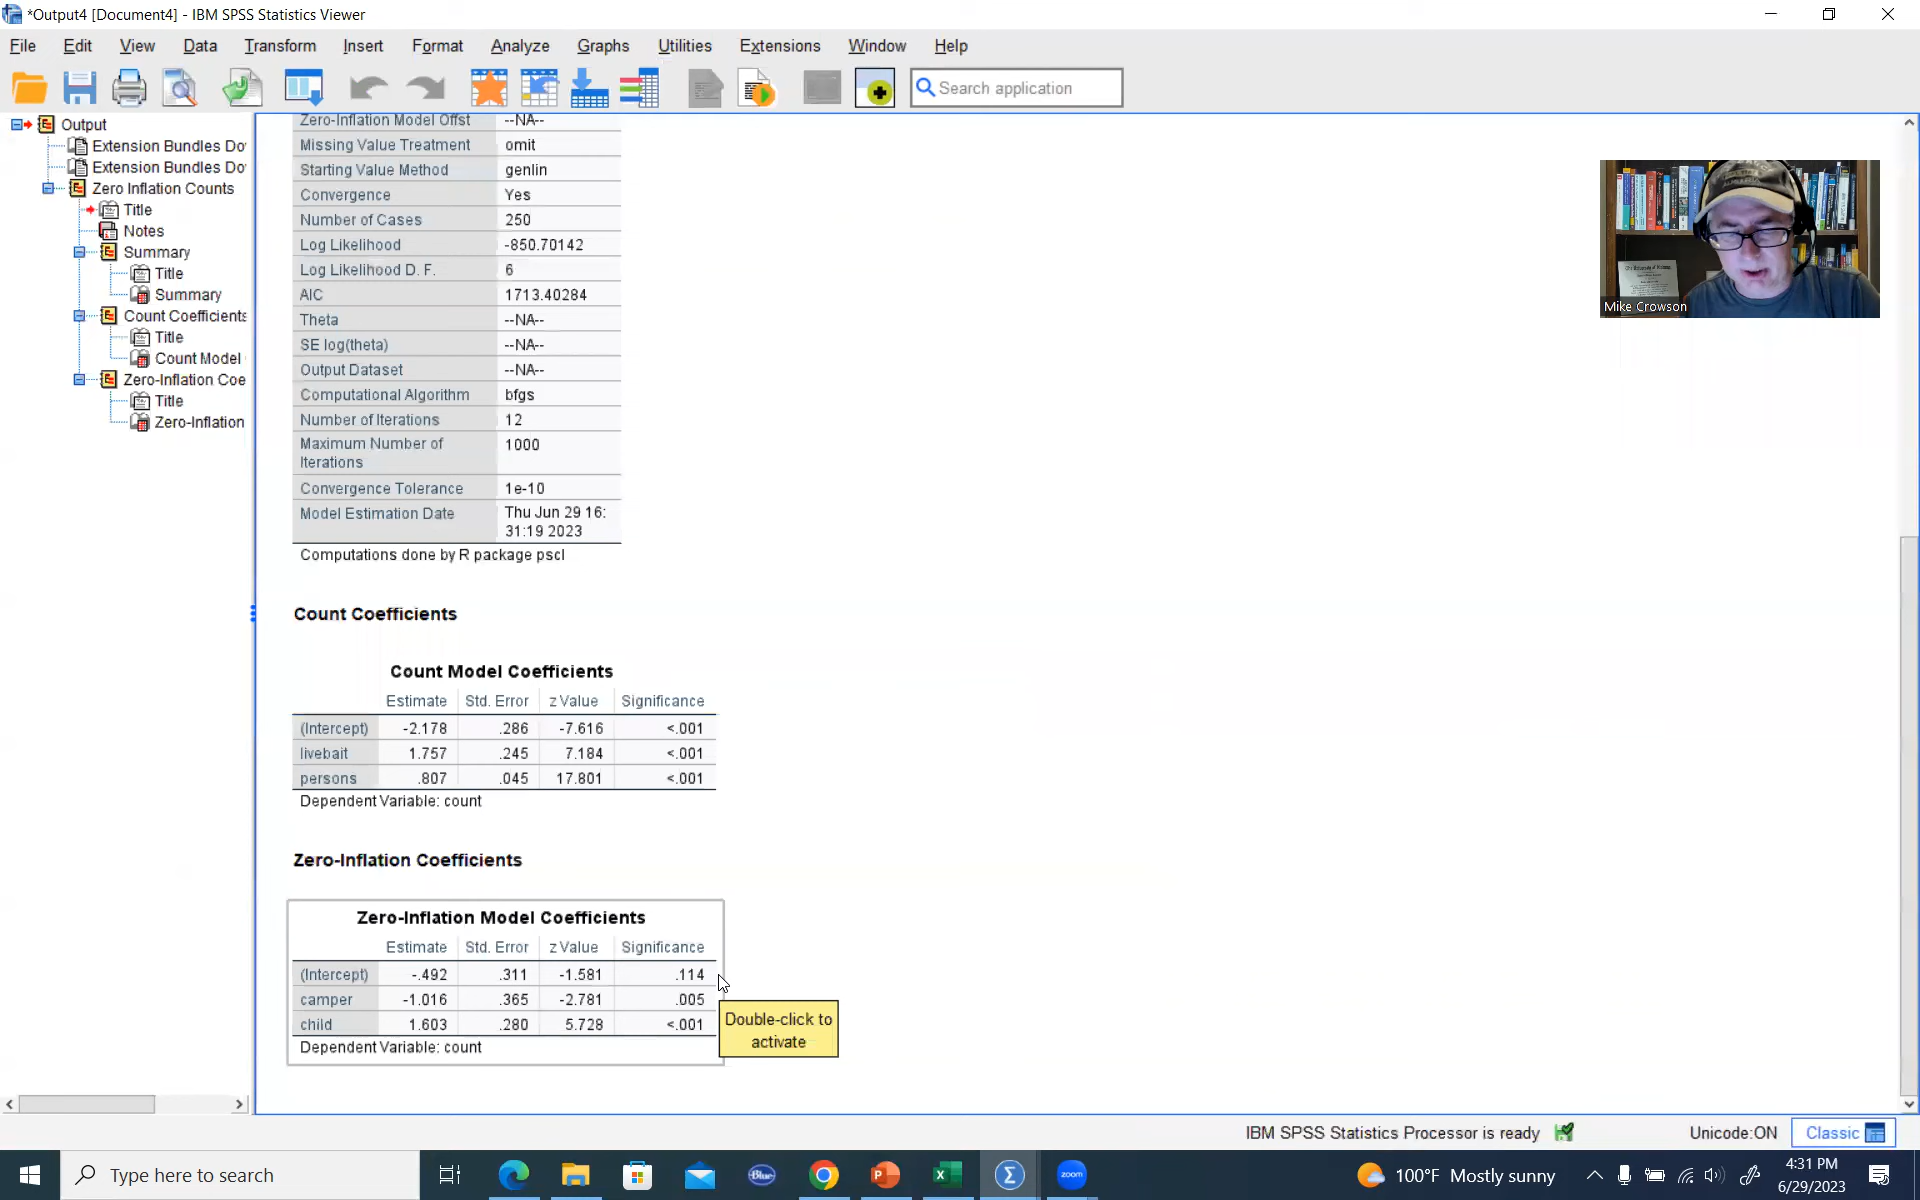 *Output4 [Document4] - IBM SPSS Statistics Viewer
File Edit View Data Transform Insert Format Analyze Graphs Utilities Extensions Window Help
Search application
Output
Extension Bundles Do
Extension Bundles Do
Zero Inflation Counts
Title
Notes
Summary
Title
Summary
Count Coefficients
Title
Count Model
Zero-Inflation Coe
Title
Zero-Inflation
Zero-Inflation Model Offst --NA--
Missing Value Treatment omit
Starting Value Method genlin
Convergence Yes
Number of Cases 250
Log Likelihood -850.70142
Log Likelihood D. F. 6
AIC 1713.40284
Theta --NA--
SE log(theta) --NA--
Output Dataset --NA--
Computational Algorithm bfgs
Number of Iterations 12
Maximum Number of 1000
Iterations
Convergence Tolerance 1e-10
Model Estimation Date Thu Jun 29 16:
31:19 2023
Computations done by R package pscl
Count Coefficients
Count Model Coefficients
Estimate Std. Error z Value Significance
(Intercept) -2.178 .286 -7.616 <.001
livebait 1.757 .245 7.184 <.001
persons .807 .045 17.801 <.001
Dependent Variable: count
Zero-Inflation Coefficients
Zero-Inflation Model Coefficients
Estimate Std. Error z Value Significance
(Intercept) -.492 .311 -1.581 .114
camper -1.016 .365 -2.781 .005
child 1.603 .280 5.728 <.001
Dependent Variable: count
Double-click to
activate
Mike Crowson
IBM SPSS Statistics Processor is ready
Unicode:ON
Classic
Type here to search
Blue
zoom
100°F Mostly sunny
4:31 PM
6/29/2023